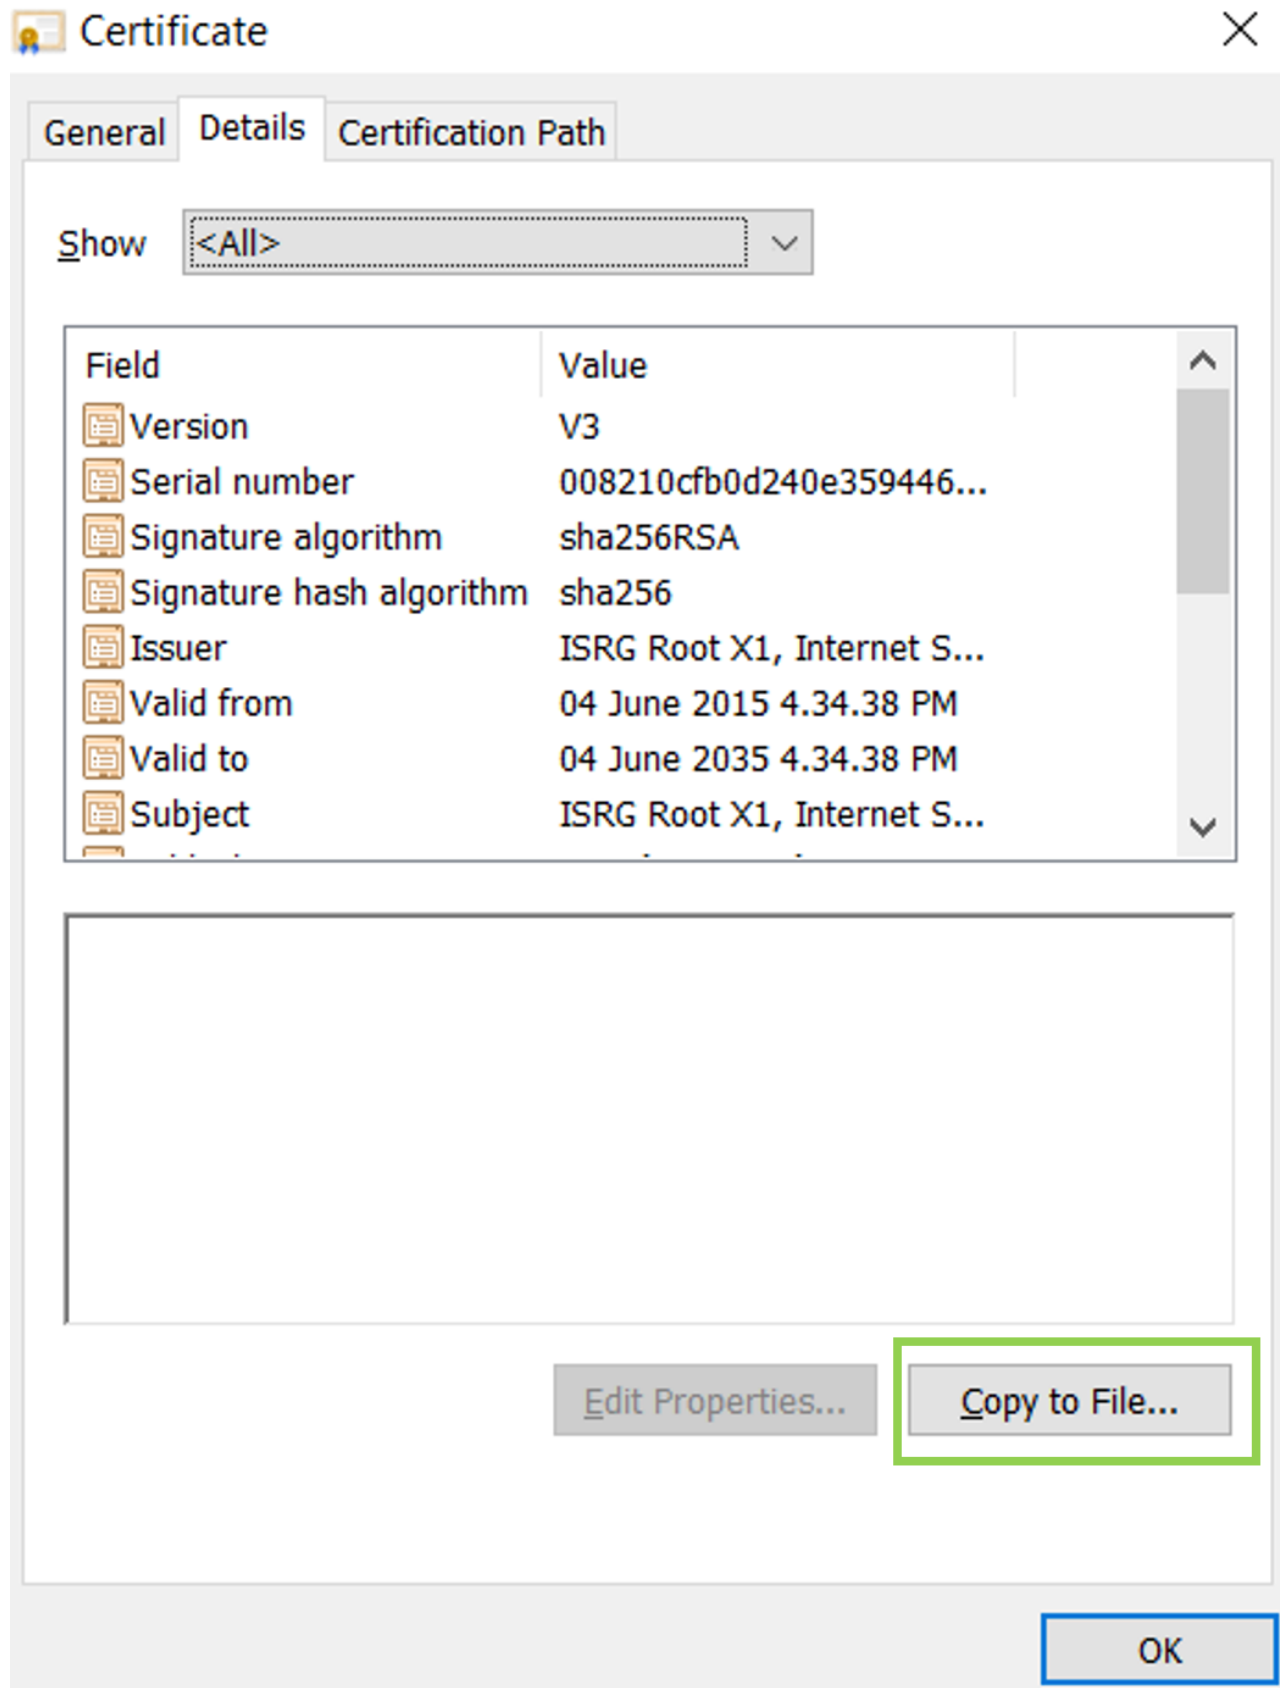 Certificate
General Details Certification Path
Show <All>
Field Value
Version V3
Serial number 008210cfb0d240e359446...
Signature algorithm sha256RSA
Signature hash algorithm sha256
Issuer ISRG Root X1, Internet S...
Valid from 04 June 2015 4.34.38 PM
Valid to 04 June 2035 4.34.38 PM
Subject ISRG Root X1, Internet S...
Edit Properties... Copy to File...
OK